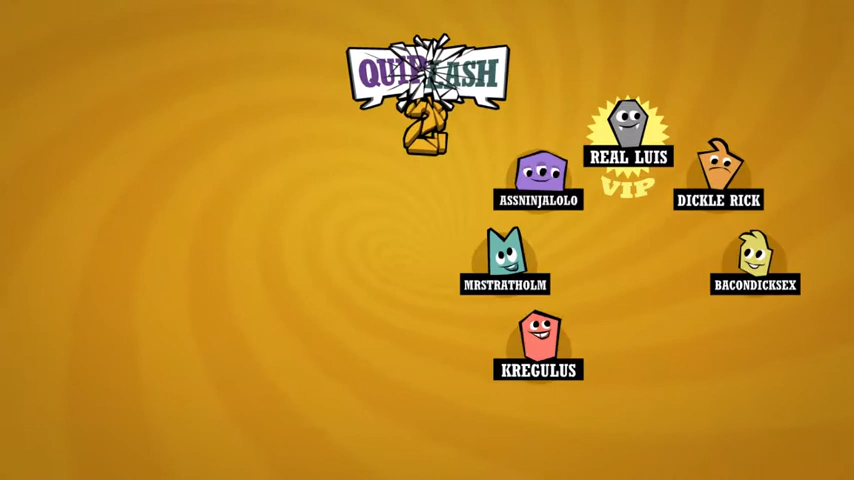 QUIPLASH
2
REAL LUIS
VIP
ASSNINJALOLO
DICKLE RICK
MRSTRATHOLM
BACONDICKSEX
KREGULUS